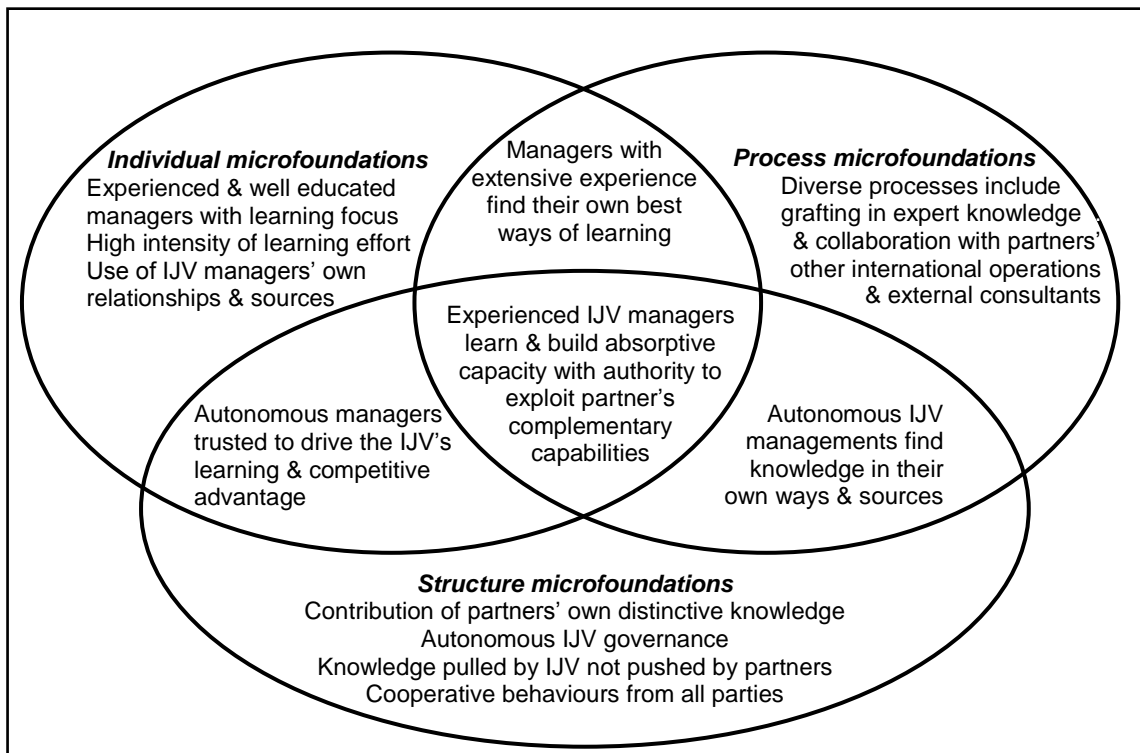 Individual microfoundations
Experienced & well educated
managers with learning focus
High intensity of learning effort
Use of IJV managers’ own
relationships & sources
Managers with
extensive experience
find their own best
ways of learning
Process microfoundations
Diverse processes include
grafting in expert knowledge
& collaboration with partners’
other international operations
& external consultants
Experienced IJV managers
learn & build absorptive
capacity with authority to
exploit partner’s
complementary
capabilities
Autonomous managers
trusted to drive the IJV’s
learning & competitive
advantage
Autonomous IJV
managements find
knowledge in their
own ways & sources
Structure microfoundations
Contribution of partners’ own distinctive knowledge
Autonomous IJV governance
Knowledge pulled by IJV not pushed by partners
Cooperative behaviours from all parties